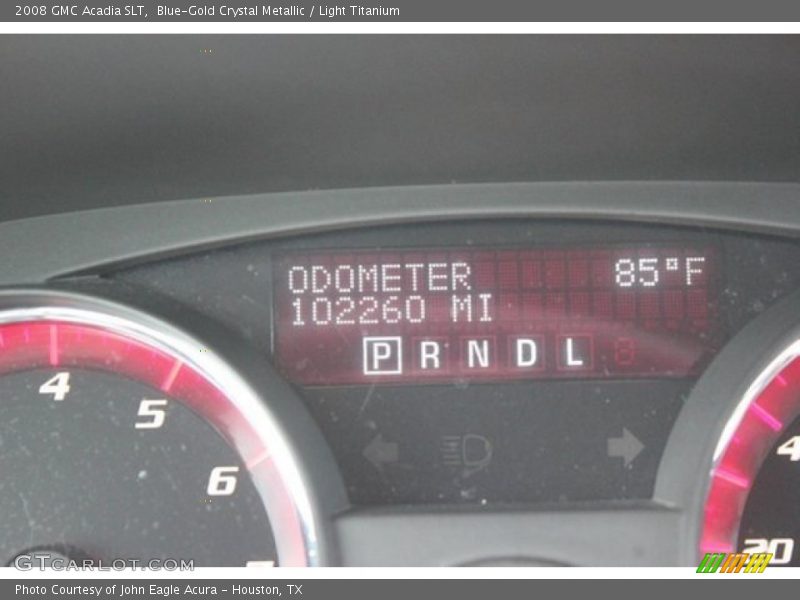 2008 GMC Acadia SLT,  Blue-Gold Crystal Metallic / Light Titanium
ODOMETER 85°F
102260 MI
P R N D L
4 5 6
4
20
GTCARLOT.COM
Photo Courtesy of John Eagle Acura - Houston, TX